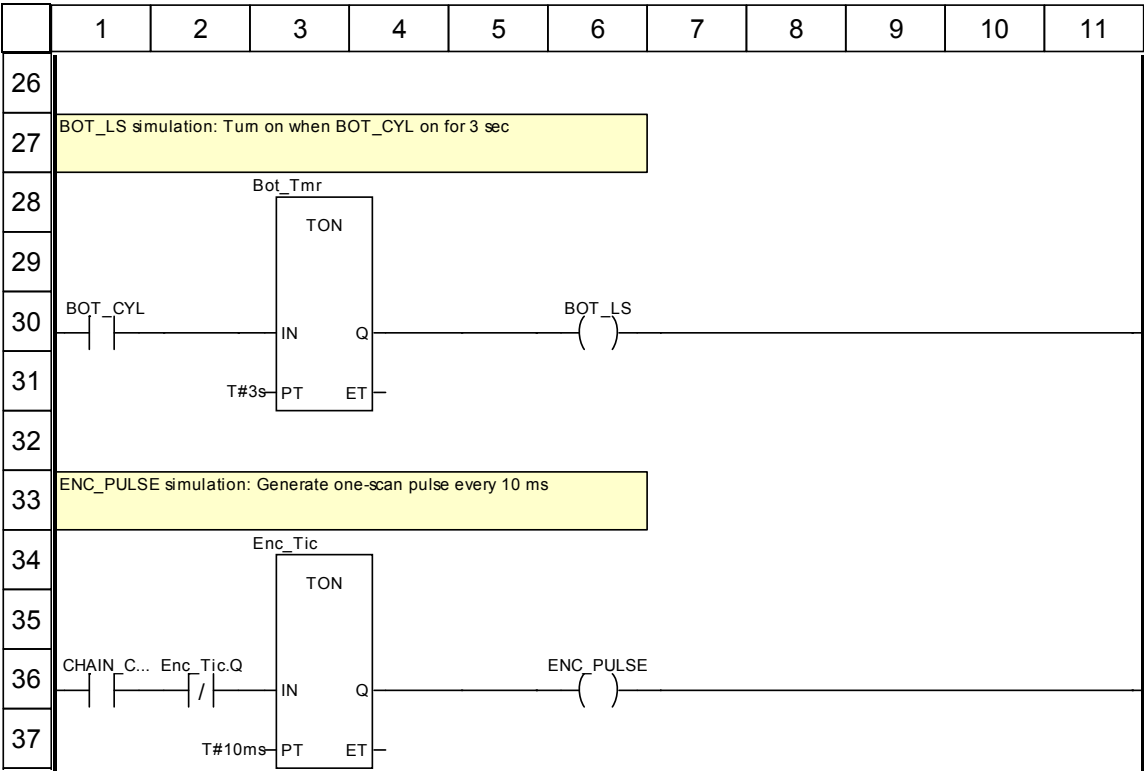 1 2 3 4 5 6 7 8 9 10 11
26
27 BOT_LS simulation: Turn on when BOT_CYL on for 3 sec
Bot_Tmr
28
TON
29
BOT_CYL BOT_LS
30 IN Q
31 T#3s PT ET
32
33 ENC_PULSE simulation: Generate one-scan pulse every 10 ms
Enc_Tic
34
TON
35
CHAIN_C... Enc_Tic.Q ENC_PULSE
36 / IN Q
37 T#10ms PT ET